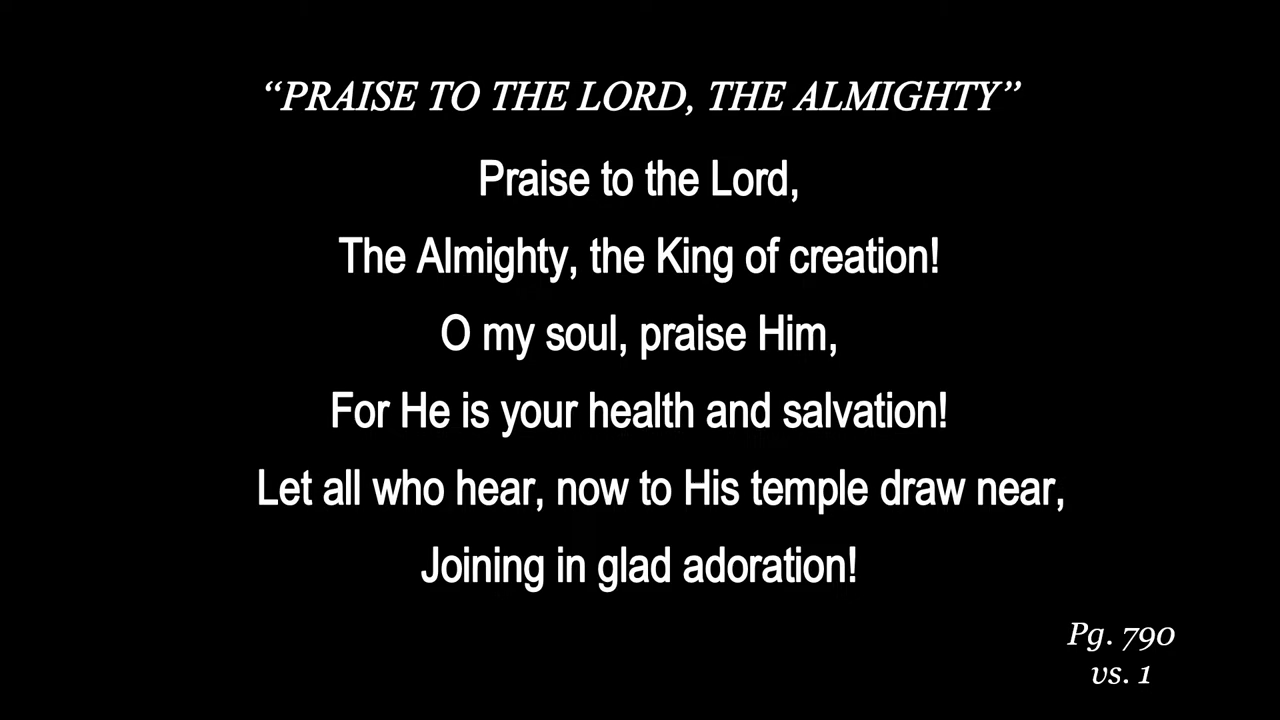 “PRAISE TO THE LORD, THE ALMIGHTY”
Praise to the Lord,
The Almighty, the King of creation!
O my soul, praise Him,
For He is your health and salvation!
Let all who hear, now to His temple draw near,
Joining in glad adoration!
Pg. 790
vs. 1